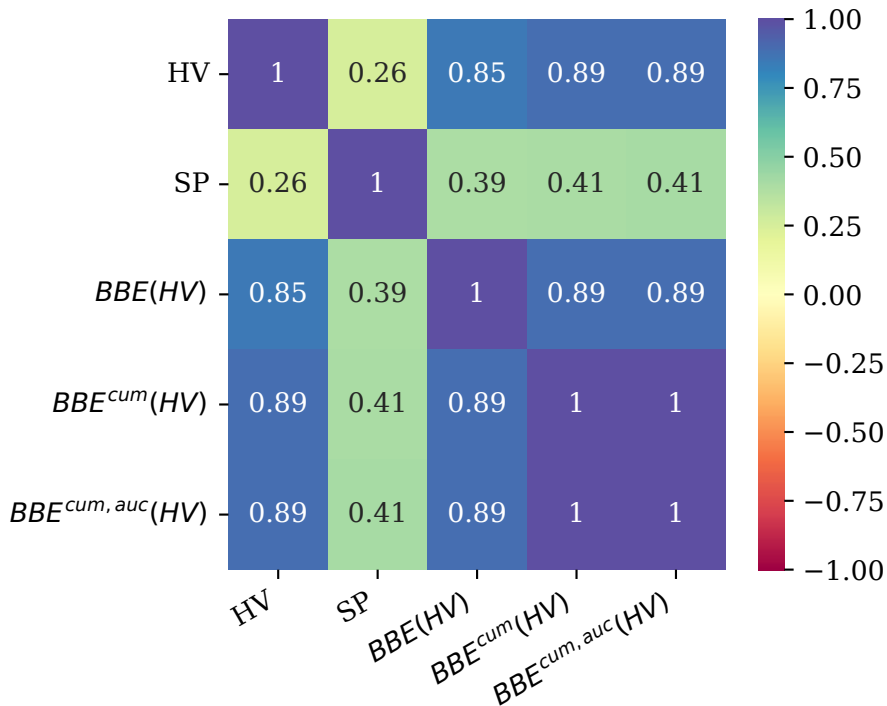 HV 1 0.26 0.85 0.89 0.89
SP 0.26 1 0.39 0.41 0.41
BBE(HV) 0.85 0.39 1 0.89 0.89
BBE^{cum}(HV) 0.89 0.41 0.89 1 1
BBE^{cum, auc}(HV) 0.89 0.41 0.89 1 1
HV SP BBE(HV) BBE^{cum}(HV) BBE^{cum, auc}(HV)
1.00
0.75
0.50
0.25
0.00
−0.25
−0.50
−0.75
−1.00